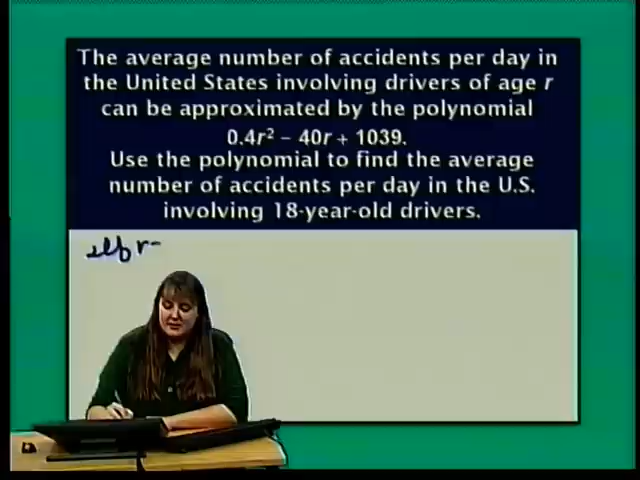 The average number of accidents per day in
the United States involving drivers of age r
can be approximated by the polynomial
0.4r² − 40r + 1039.
Use the polynomial to find the average
number of accidents per day in the U.S.
involving 18-year-old drivers.
r=